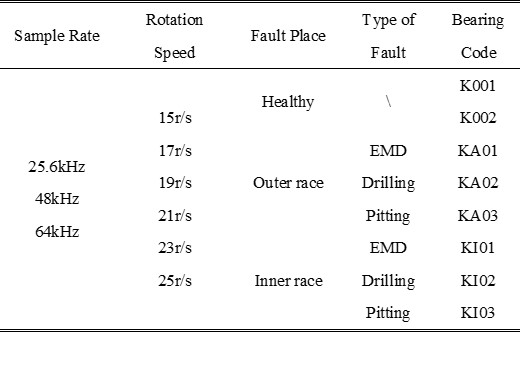 Sample Rate Rotation Speed Fault Place Type of Fault Bearing Code
Healthy \ K001
15r/s K002
17r/s EMD KA01
25.6kHz
48kHz
64kHz
19r/s Outer race Drilling KA02
21r/s Pitting KA03
23r/s EMD KI01
25r/s Inner race Drilling KI02
Pitting KI03